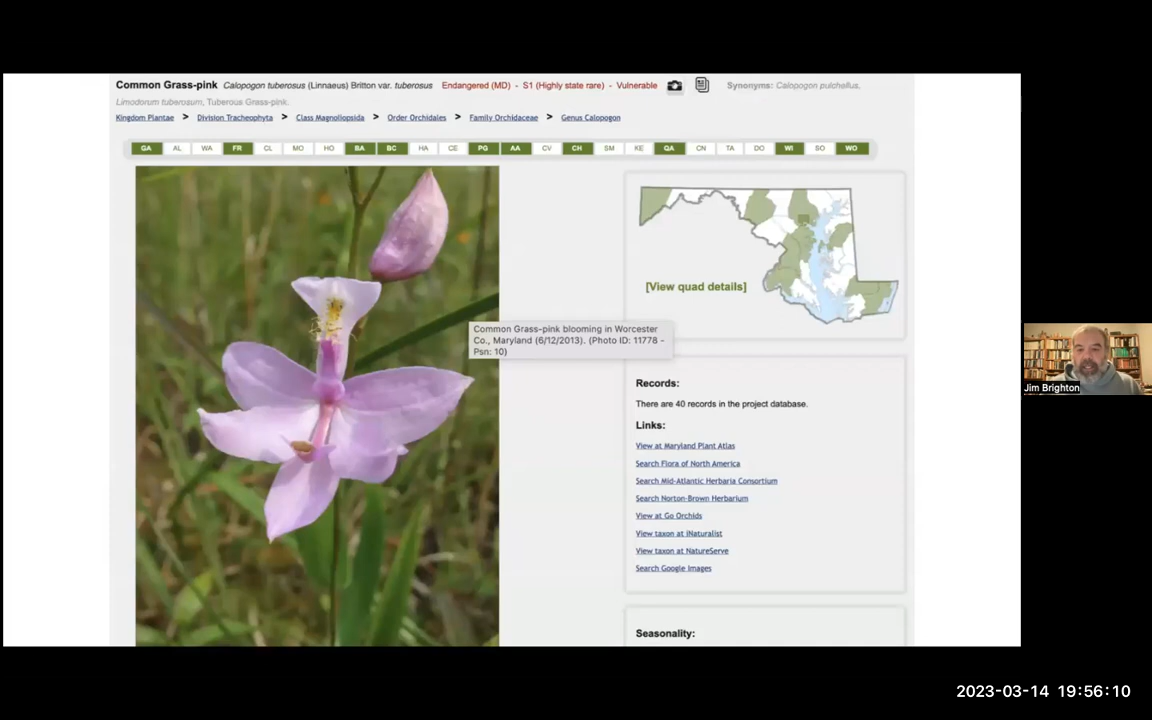 Common Grass-pink Calopogon tuberosus (Linnaeus) Britton var. tuberosus Endangered (MD) - S1 (Highly state rare) - Vulnerable Synonyms: Calopogon pulchellus,
Limodorum tuberosum, Tuberous Grass-pink.
Kingdom Plantae > Division Tracheophyta > Class Magnoliopsida > Order Orchidales > Family Orchidaceae > Genus Calopogon
GA AL WA FR CL MO HO BA BC HA CE PG AA CV CH SM KE QA CN TA DO WI SO WO
[View quad details]
Common Grass-pink blooming in Worcester
Co., Maryland (6/12/2013). (Photo ID: 11778 -
Psn: 10)
Records:
There are 40 records in the project database.
Links:
View at Maryland Plant Atlas
Search Flora of North America
Search Mid-Atlantic Herbaria Consortium
Search Norton-Brown Herbarium
View at Go Orchids
View taxon at iNaturalist
View taxon at NatureServe
Search Google Images
Seasonality:
Jim Brighton
2023-03-14 19:56:10